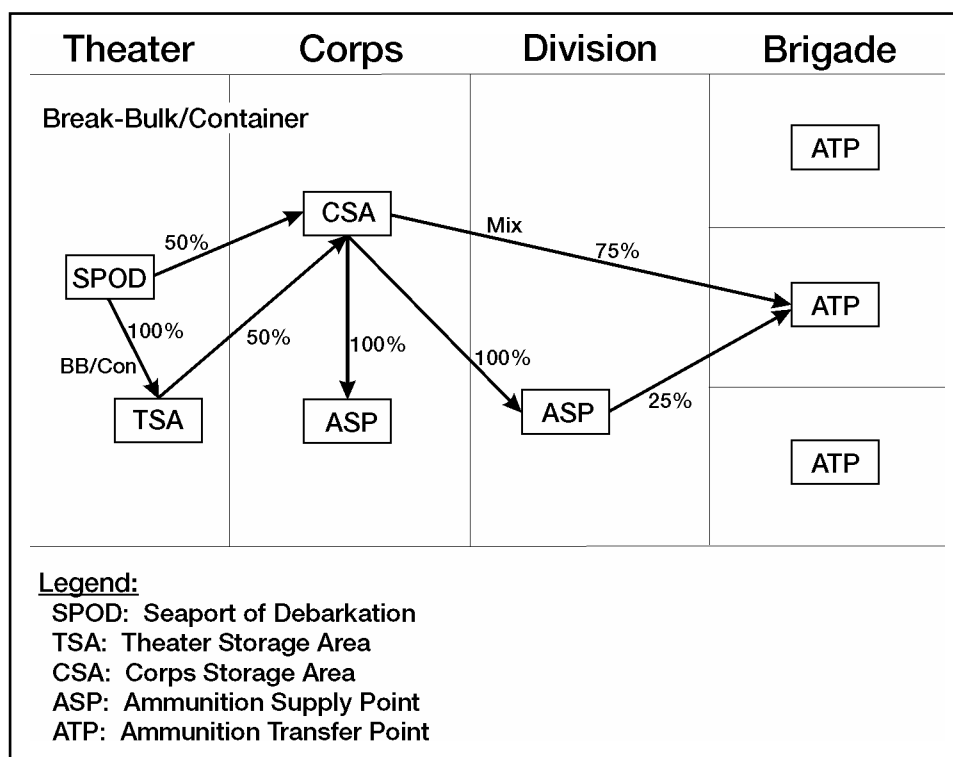 Theater Corps Division Brigade
Break-Bulk/Container
ATP
CSA
Mix
50%
75%
SPOD
ATP
100%
50%
100%
100%
BB/Con
25%
TSA
ASP
ASP
ATP
Legend:
SPOD: Seaport of Debarkation
TSA: Theater Storage Area
CSA: Corps Storage Area
ASP: Ammunition Supply Point
ATP: Ammunition Transfer Point